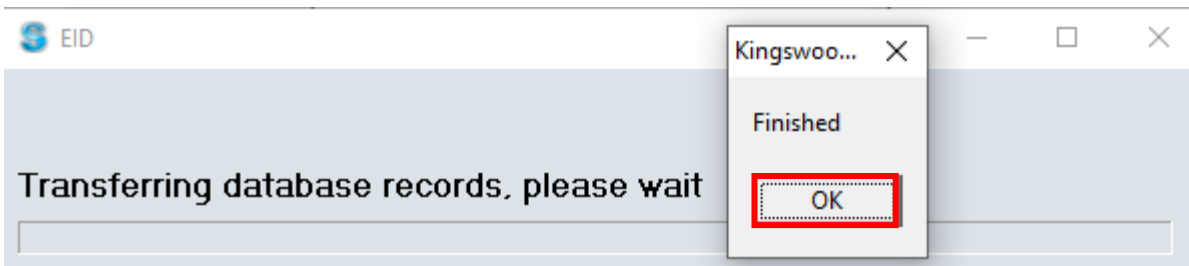 EID
Kingswoo...
Finished
Transferring database records, please wait
OK